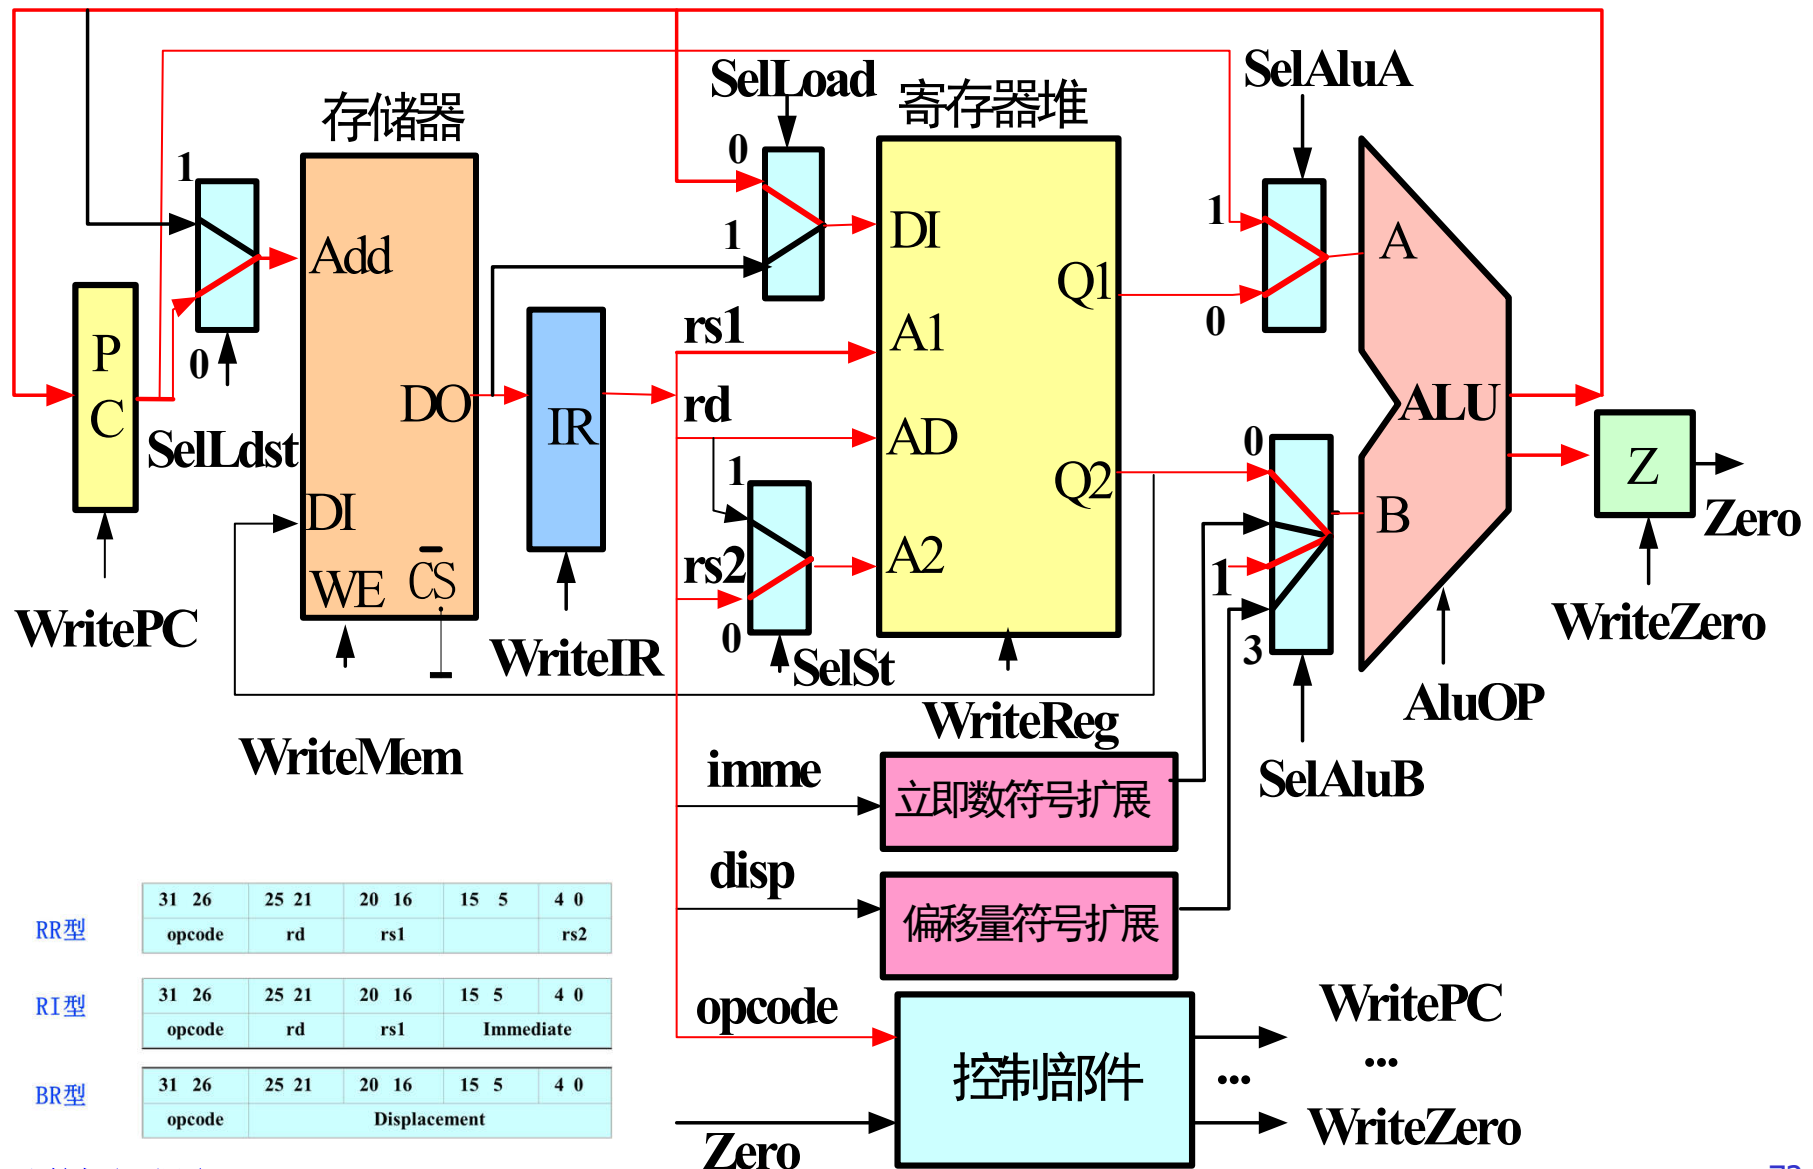 SelLoad
SelAluA
存储器
寄存器堆
0
1
1
DI
1
Add
A
Q1
P
C
0
rs1
A1
0
DO
IR
rd
AD
ALU
SelLdst
1
Q2
0
Z
DI
B
Zero
WE
CS
rs2
A2
1
WritePC
WriteIR
0
SelSt
3
WriteZero
WriteMem
WriteReg
AluOP
imme
立即数符号扩展
SelAluB
disp
偏移量符号扩展
31 26 25 21 20 16 15 5 4 0
RR型 opcode rd rs1 rs2
31 26 25 21 20 16 15 5 4 0
RI型 opcode rd rs1 Immediate
31 26 25 21 20 16 15 5 4 0
BR型 opcode Displacement
opcode
控制部件
WritePC
...
...
WriteZero
Zero